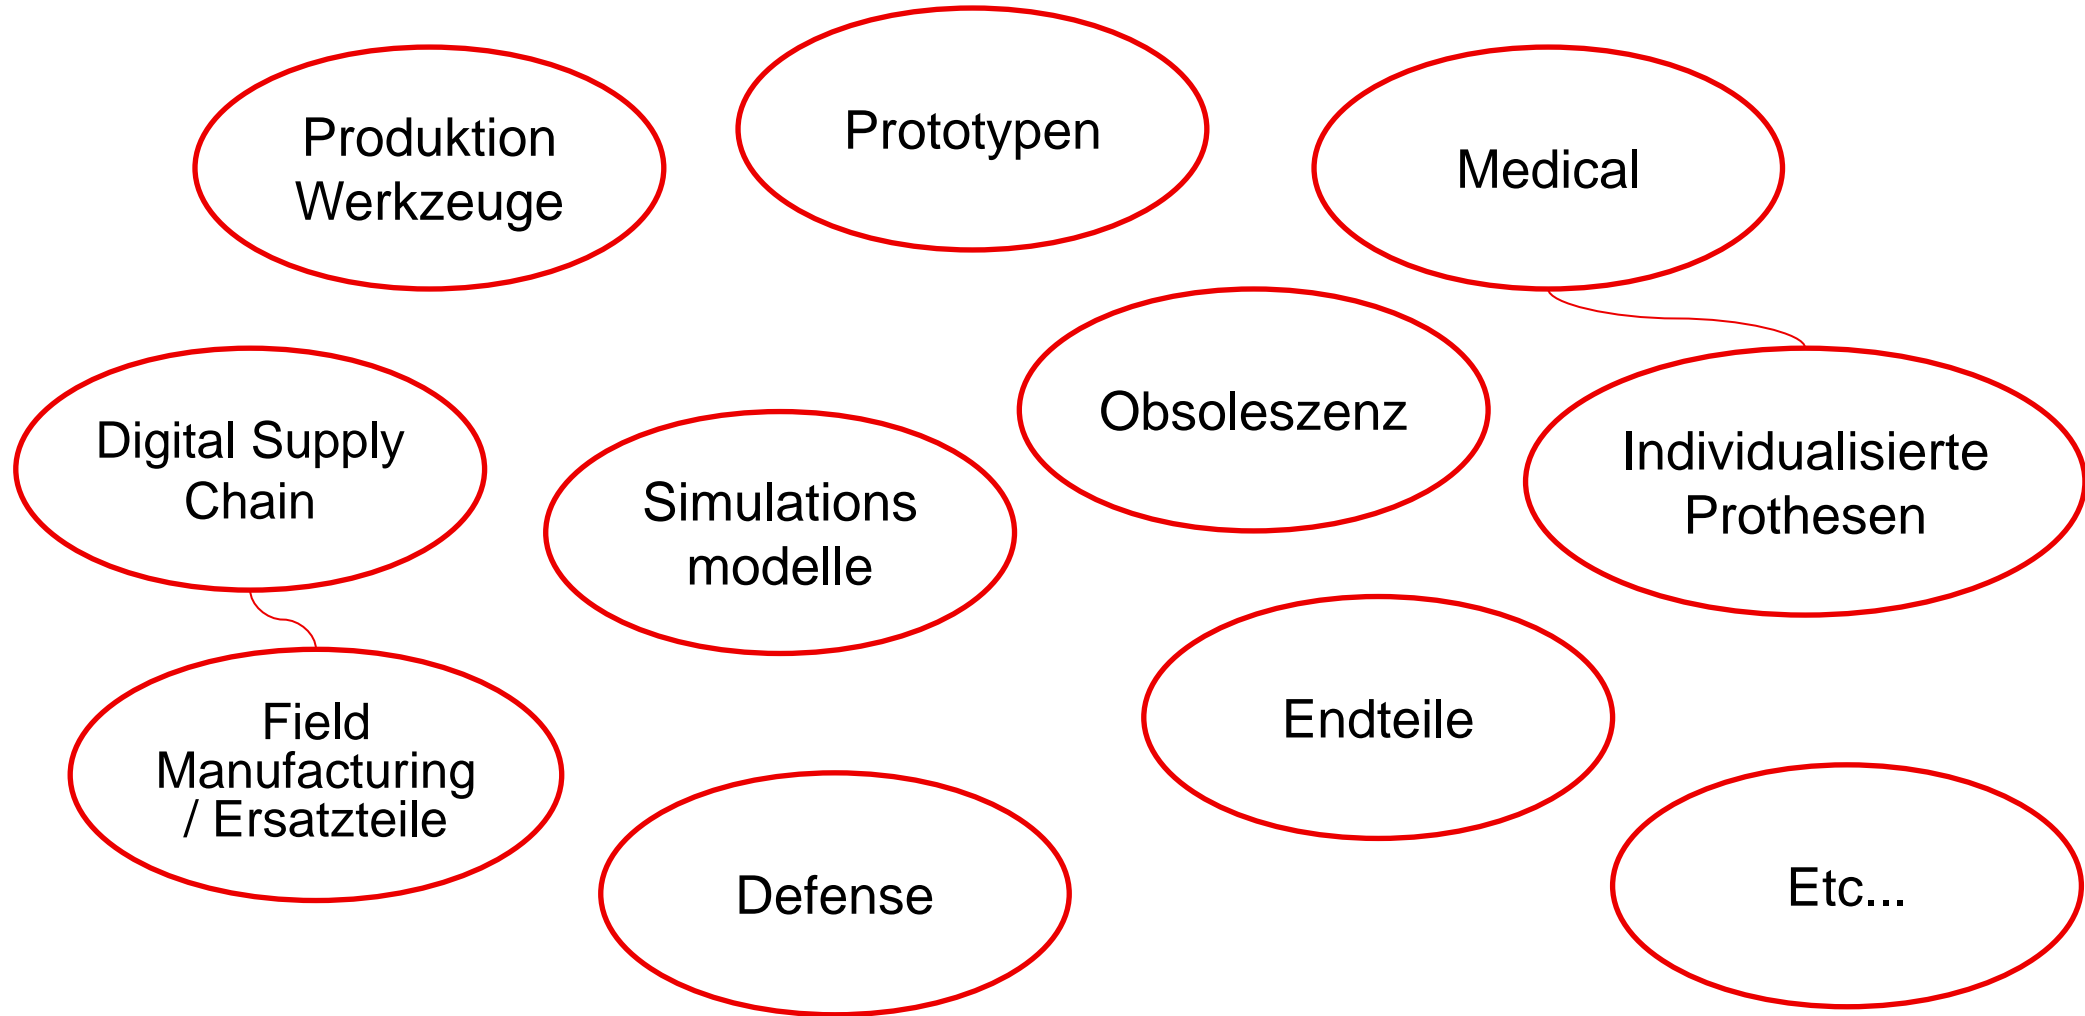 Produktion
Werkzeuge
Prototypen
Medical
Digital Supply
Chain
Simulations
modelle
Obsoleszenz
Individualisierte
Prothesen
Field
Manufacturing
/ Ersatzteile
Defense
Endteile
Etc...